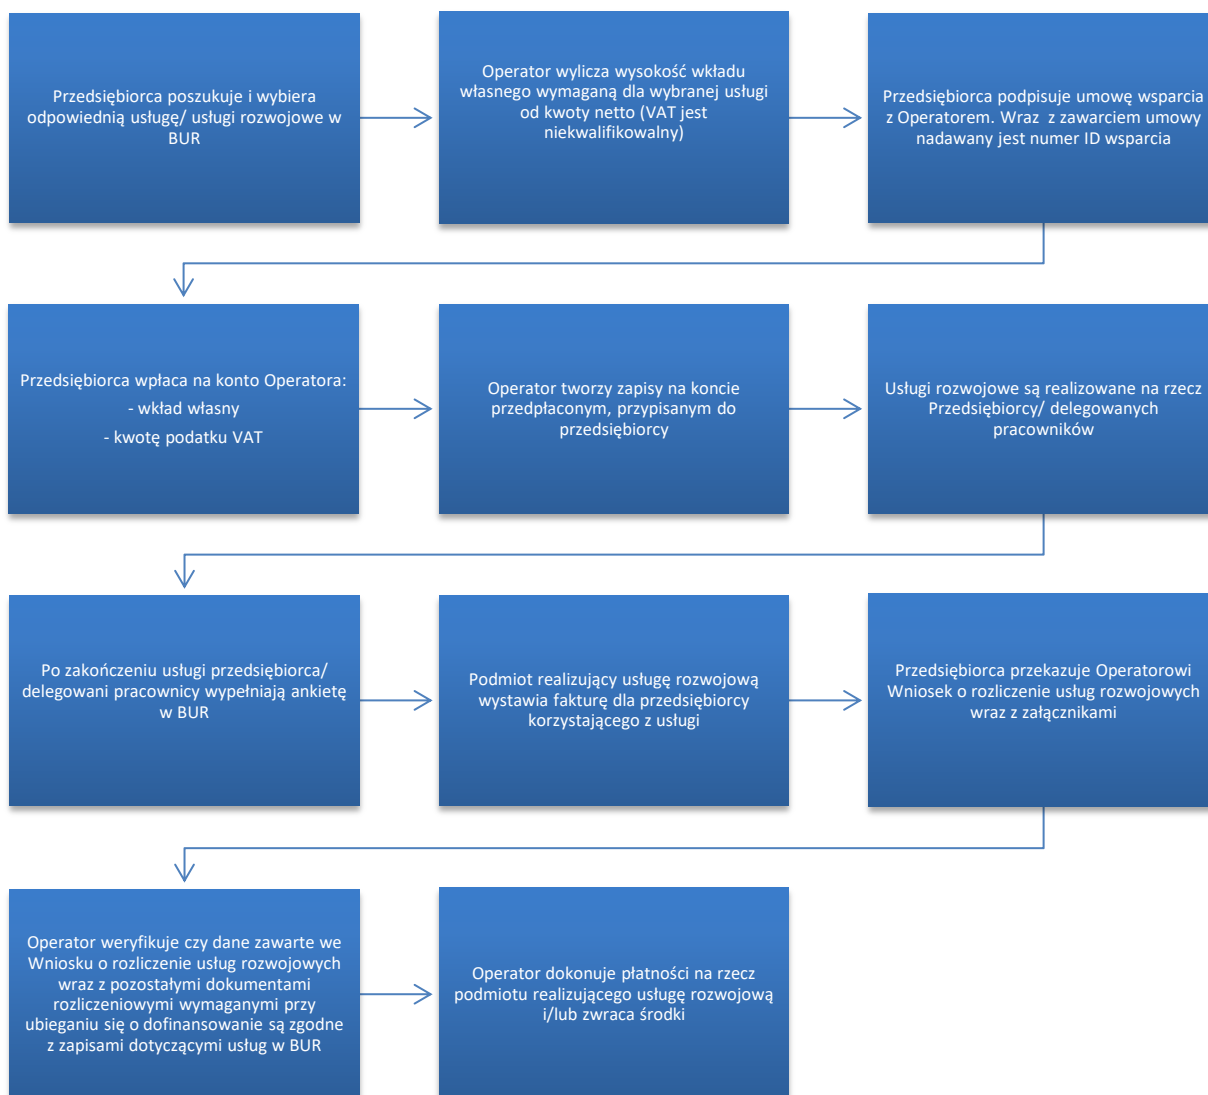 Przedsiębiorca poszukuje i wybiera
odpowiednią usługę/ usługi rozwojowe w
BUR
Operator wylicza wysokość wkładu
własnego wymaganą dla wybranej usługi
od kwoty netto (VAT jest
niekwalifikowalny)
Przedsiębiorca podpisuje umowę wsparcia
z Operatorem. Wraz z zawarciem umowy
nadawany jest numer ID wsparcia
Przedsiębiorca wpłaca na konto Operatora:
- wkład własny
- kwotę podatku VAT
Operator tworzy zapisy na koncie
przedpłaconym, przypisanym do
przedsiębiorcy
Usługi rozwojowe są realizowane na rzecz
Przedsiębiorcy/ delegowanych
pracowników
Po zakończeniu usługi przedsiębiorca/
delegowani pracownicy wypełniają ankietę
w BUR
Podmiot realizujący usługę rozwojową
wystawia fakturę dla przedsiębiorcy
korzystającego z usługi
Przedsiębiorca przekazuje Operatorowi
Wniosek o rozliczenie usług rozwojowych
wraz z załącznikami
Operator weryfikuje czy dane zawarte we
Wniosku o rozliczenie usług rozwojowych
wraz z pozostałymi dokumentami
rozliczeniowymi wymaganymi przy
ubieganiu się o dofinansowanie są zgodne
z zapisami dotyczącymi usług w BUR
Operator dokonuje płatności na rzecz
podmiotu realizującego usługę rozwojową
i/lub zwraca środki